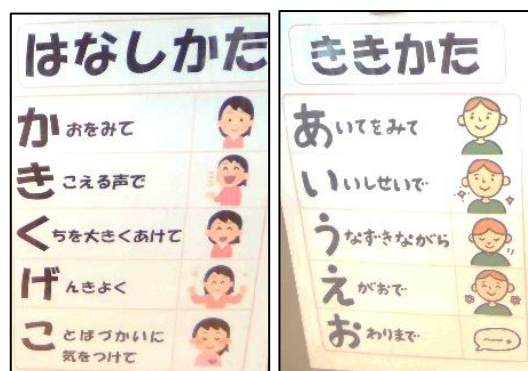 はなしかた
かおをみて
きこえる声で
くちを大きくあけて
げんきよく
ことばづかいに
気をつけて
ききかた
あいてをみて
いいしせいで
うなずきながら
えがおで
おわりまで